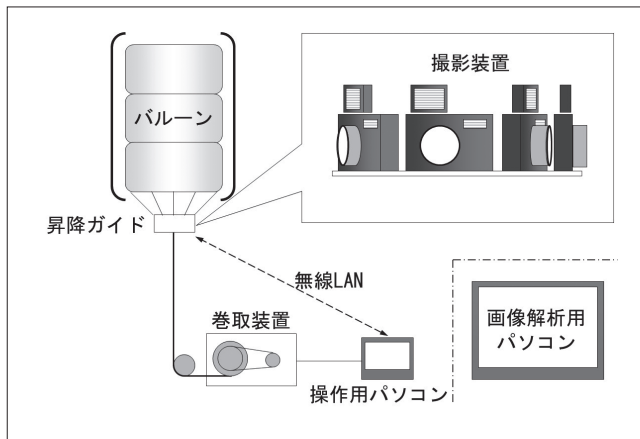 撮影装置
バルーン
昇降ガイド
無線LAN
巻取装置
画像解析用
パソコン
操作用パソコン